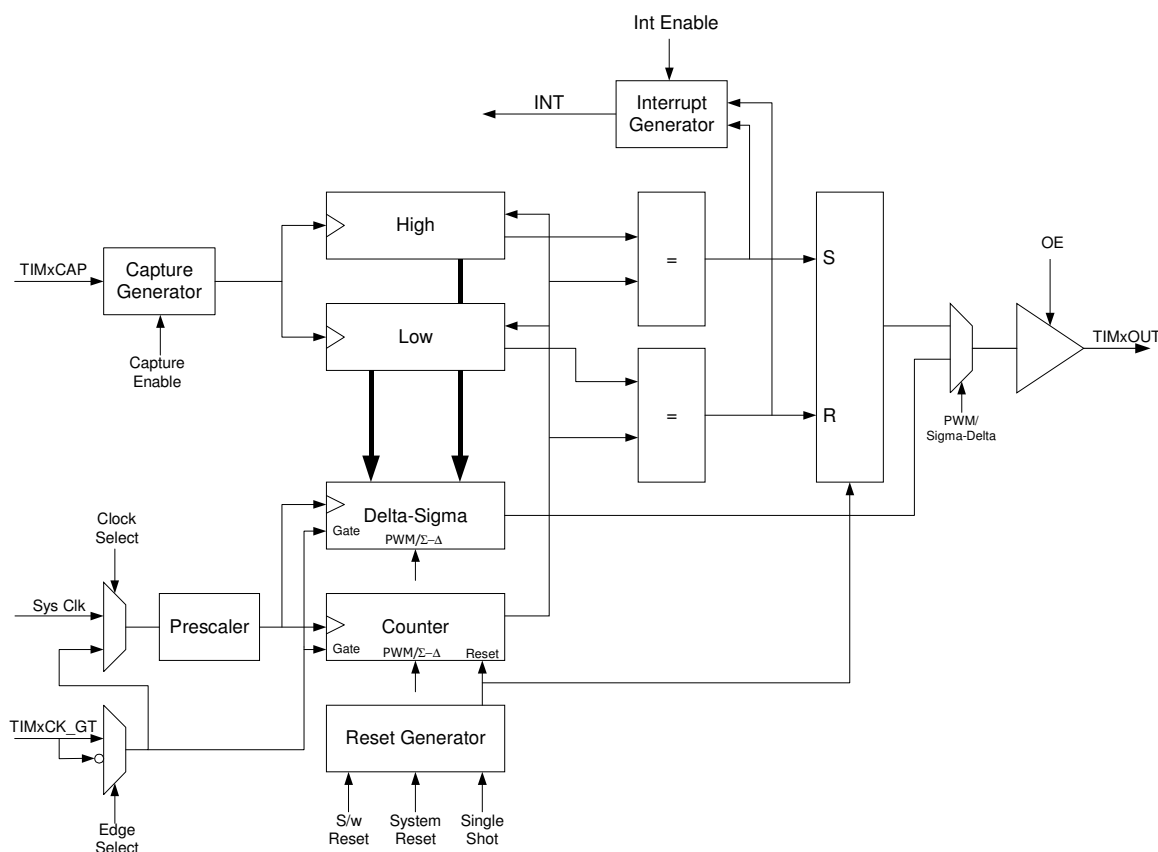 Int Enable
INT
Interrupt
Generator
High
=
S
OE
TIMxCAP
Capture
Generator
Low
TIMxOUT
Capture
Enable
=
R
PWM/
Sigma-Delta
Clock
Select
Delta-Sigma
Gate
PWM/Σ−Δ
Sys Clk
Prescaler
Counter
Gate
PWM/Σ−Δ
Reset
TIMxCK_GT
Reset Generator
Edge
Select
S/w
Reset
System
Reset
Single
Shot